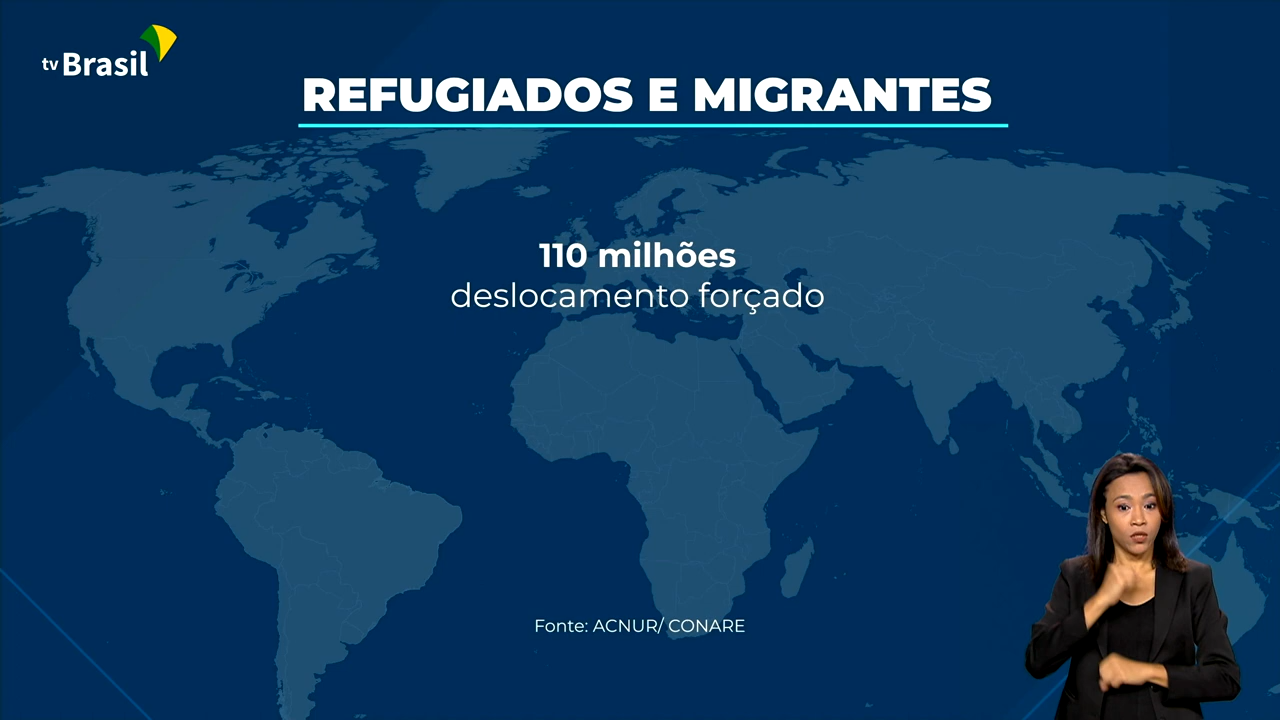 tv Brasil
REFUGIADOS E MIGRANTES
110 milhões
deslocamento forçado
Fonte: ACNUR/ CONARE